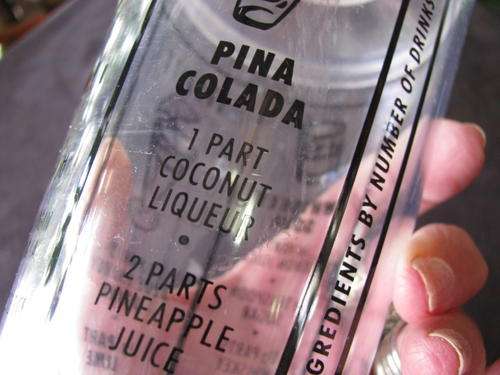 PINA
COLADA
1 PART
COCONUT
LIQUEUR
•
2 PARTS
PINEAPPLE
JUICE
GREDIENTS BY NUMBER OF DRINKS